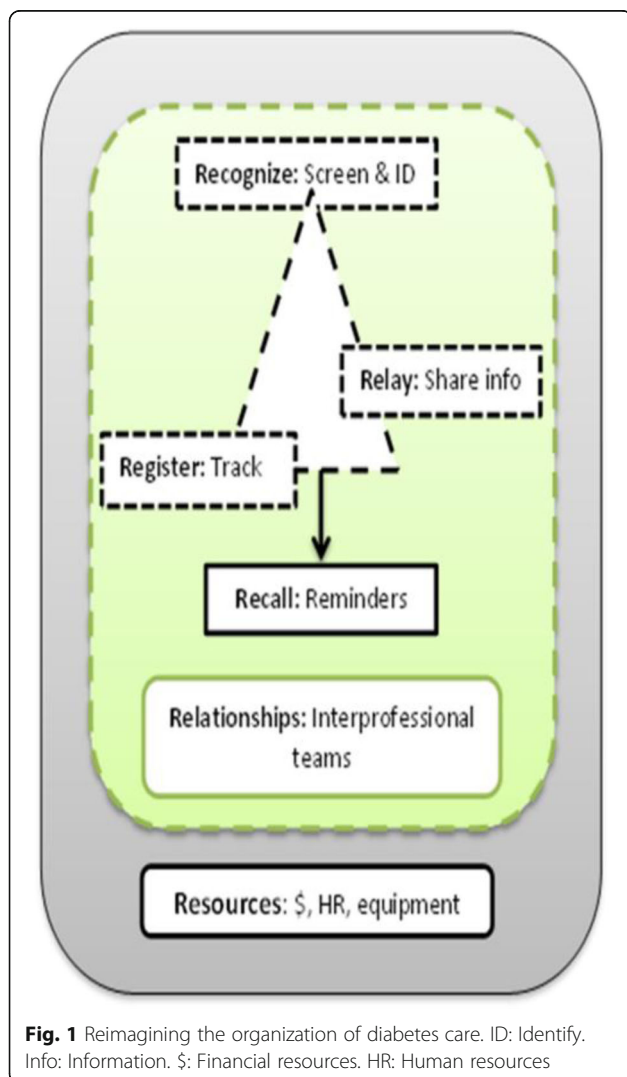 Recognize: Screen & ID
Relay: Share info
Register: Track
Recall: Reminders
Relationships: Interprofessional
teams
Resources: $, HR, equipment
Fig. 1 Reimagining the organization of diabetes care. ID: Identify.
Info: Information. $: Financial resources. HR: Human resources